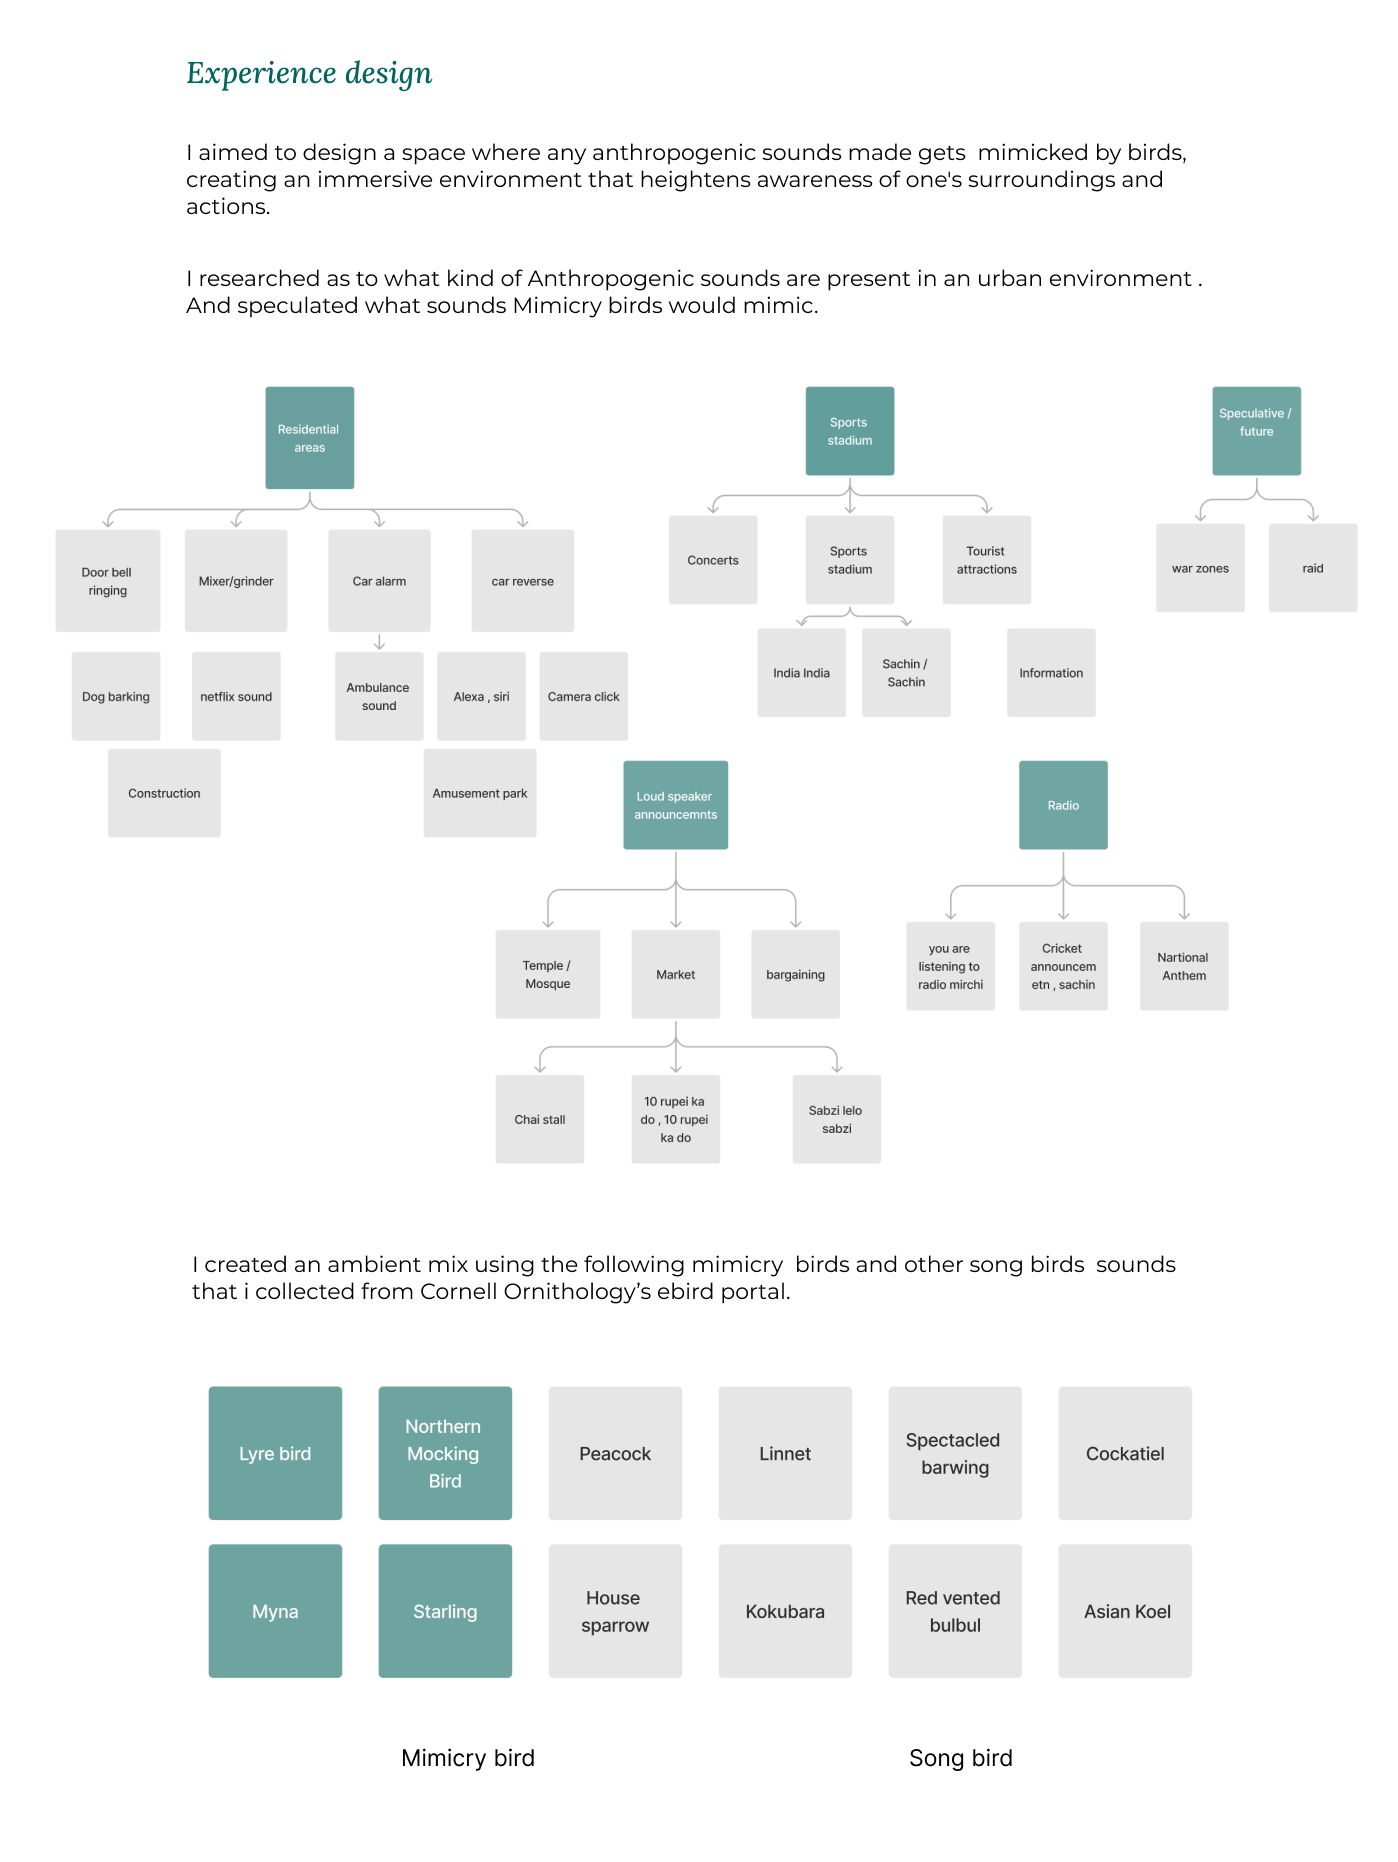 Experience design
I aimed to design a space where any anthropogenic sounds made gets  mimicked by birds,
creating an immersive environment that heightens awareness of one's surroundings and
actions.
I researched as to what kind of Anthropogenic sounds are present in an urban environment .
And speculated what sounds Mimicry birds would mimic.
Residential
areas
Door bell
ringing
Mixer/grinder
Car alarm
car reverse
Dog barking
netflix sound
Ambulance
sound
Alexa , siri
Camera click
Construction
Amusement park
Sports
stadium
Concerts
Sports
stadium
Tourist
attractions
India India
Sachin /
Sachin
Information
Speculative /
future
war zones
raid
Loud speaker
announcemnts
Temple /
Mosque
Market
bargaining
Chai stall
10 rupei ka
do , 10 rupei
ka do
Sabzi lelo
sabzi
Radio
you are
listening to
radio mirchi
Cricket
announcem
etn , sachin
Nartional
Anthem
I created an ambient mix using the following mimicry  birds and other song birds  sounds
that i collected from Cornell Ornithology’s ebird portal.
Lyre bird
Northern
Mocking
Bird
Peacock
Linnet
Spectacled
barwing
Cockatiel
Myna
Starling
House
sparrow
Kokubara
Red vented
bulbul
Asian Koel
Mimicry bird
Song bird